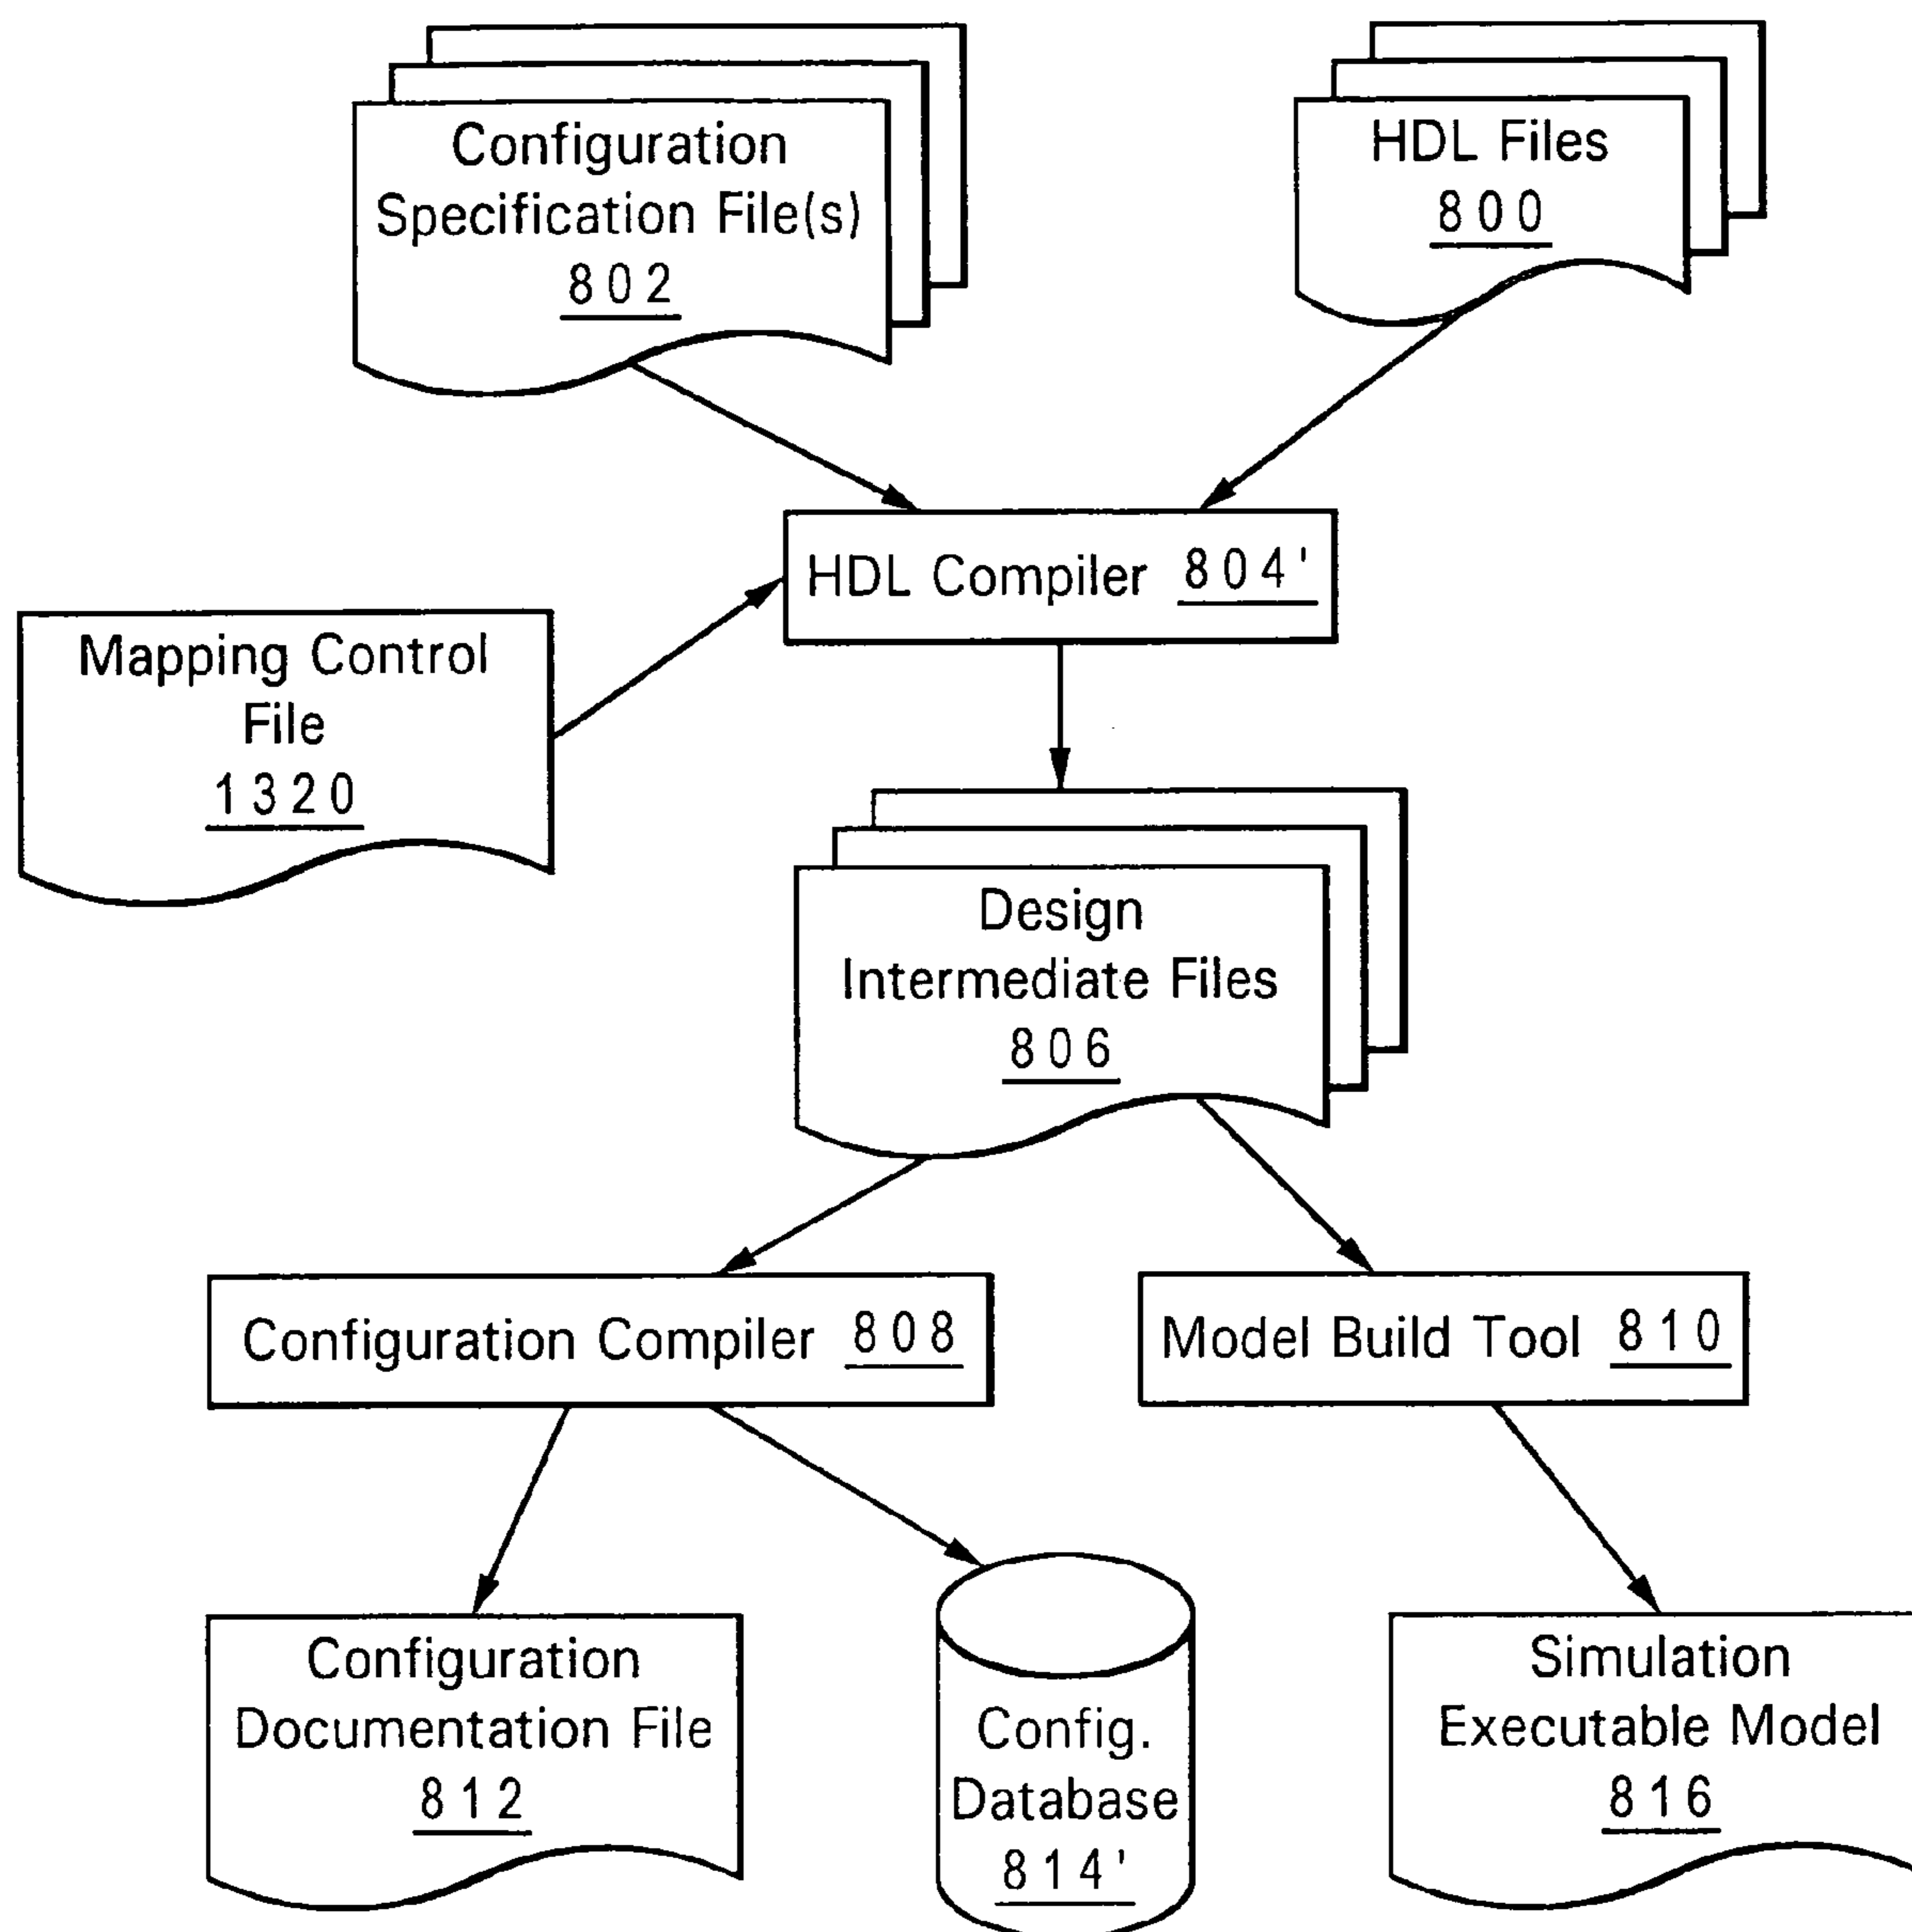 Configuration
Specification File(s)
802
HDL Files
800
HDL Compiler 804'
Mapping Control
File
1320
Design
Intermediate Files
806
Configuration Compiler 808
Model Build Tool 810
Configuration
Documentation File
812
Config.
Database
814'
Simulation
Executable Model
816